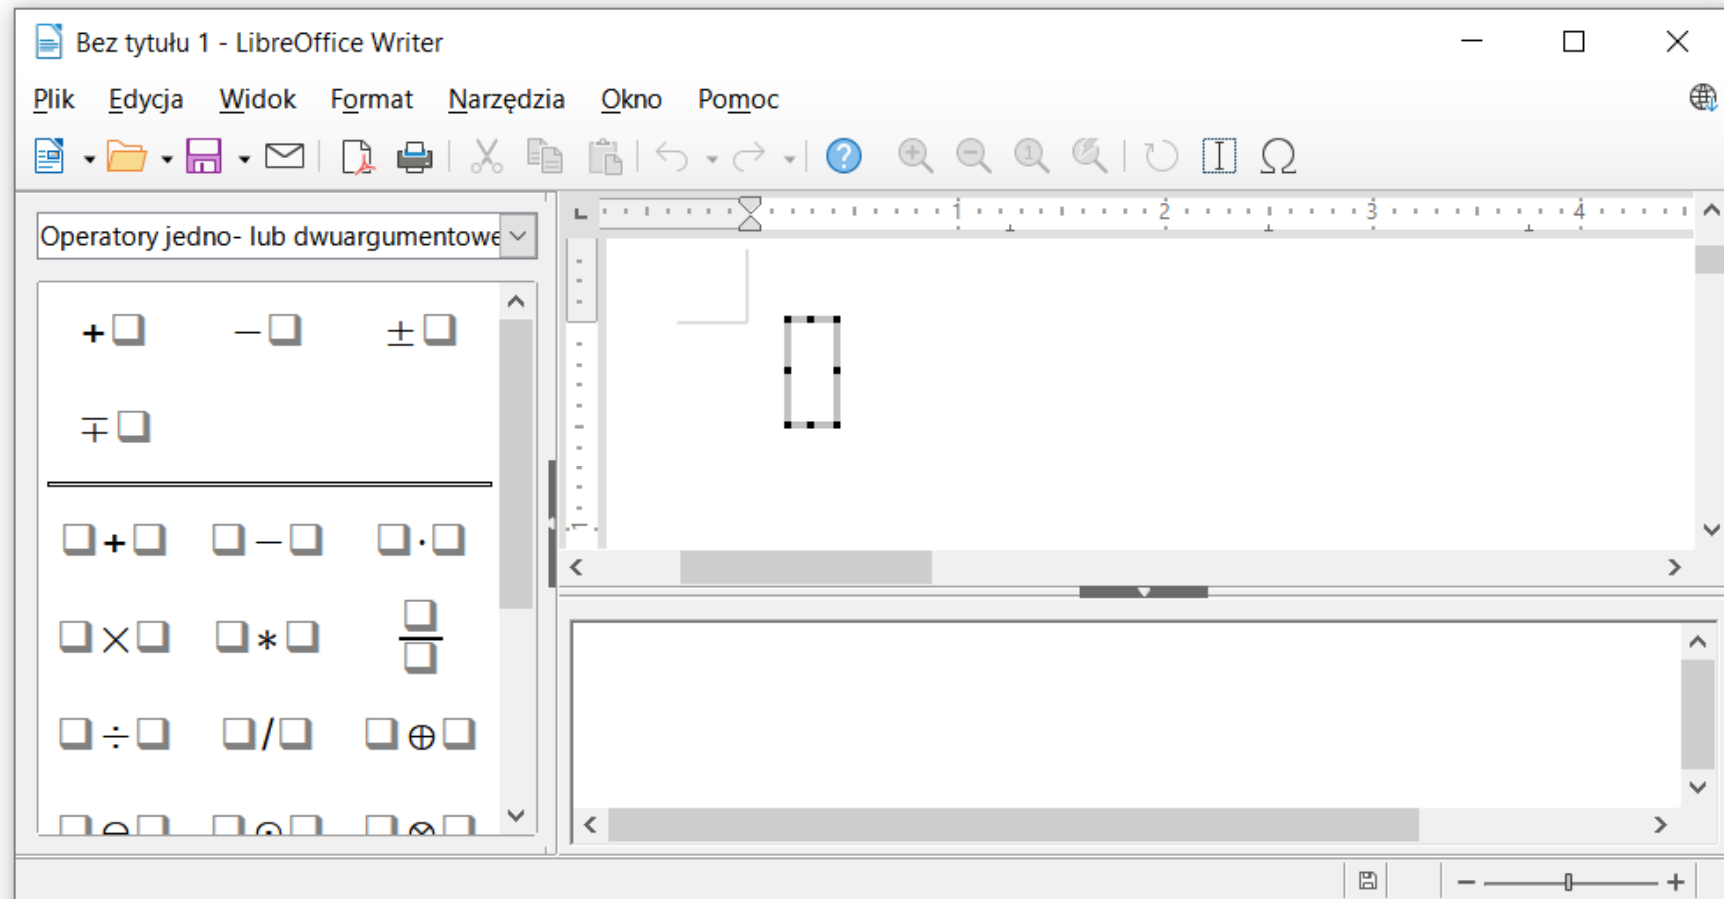 Bez tytułu 1 - LibreOffice Writer
Plik Edycja Widok Format Narzędzia Okno Pomoc
Operatory jedno- lub dwuargumentowe
1 2 3 4
+❏ −❏ ±❏
∓❏
❏+❏ ❏−❏ ❏·❏
1
❏×❏ ❏∗❏ ❏/❏
❏÷❏ ❏/❏ ❏⊕❏
❏⊖❏ ❏⊙❏ ❏⊗❏